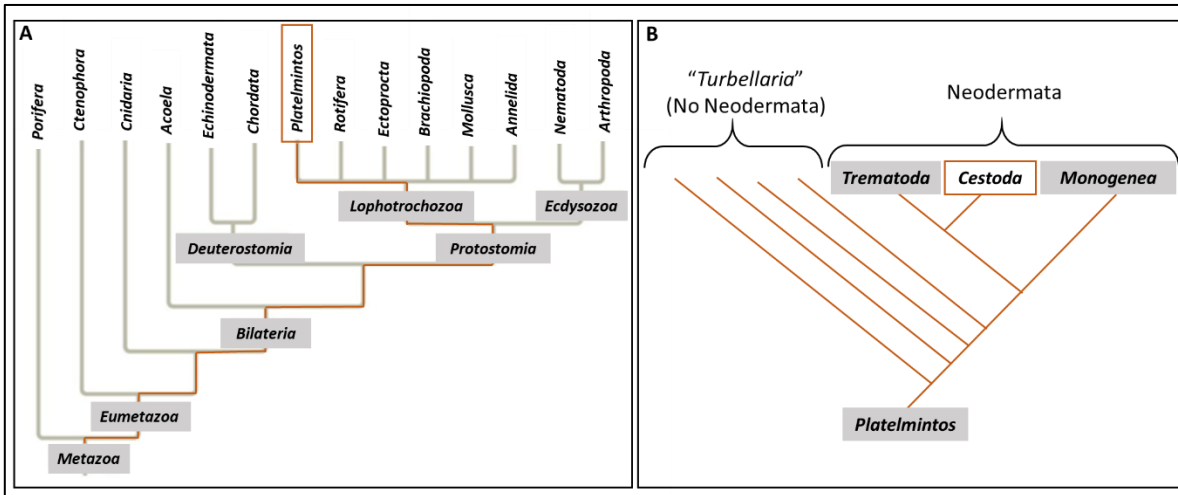 A
Porifera
Ctenophora
Cnidaria
Acoela
Echinodermata
Chordata
Platelmintos
Rotifera
Ectoprocta
Brachiopoda
Mollusca
Annelida
Nematoda
Arthropoda
Lophotrochozoa
Ecdysozoa
Deuterostomia
Protostomia
Bilateria
Eumetazoa
Metazoa
B
“Turbellaria”
(No Neodermata)
Neodermata
Trematoda
Cestoda
Monogenea
Platelmintos